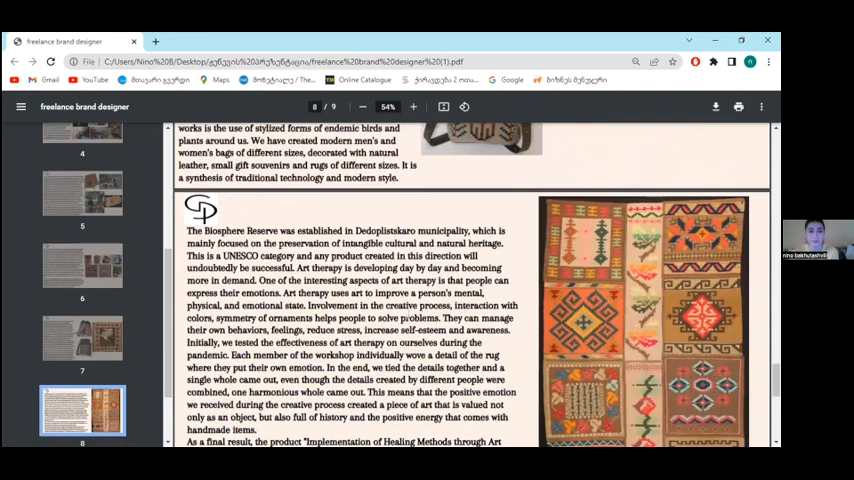 freelance brand designer
File
C:/Users/Nino%20B/Desktop/ჟენევის%20პრეზენტაცია/freelance%20brand%20designer%20(1).pdf
n
Gmail
YouTube
მთავარი გვერდი
Maps
Online Catalogue
Google
ბიზნეს მენეჯერი
freelance brand designer
8 / 9
54%
4
5
6
7
8
works is the use of stylized forms of endemic birds and
plants around us. We have created modern men's and
women's bags of different sizes, decorated with natural
leather, small gift souvenirs and rugs of different sizes. It is
a synthesis of traditional technology and modern style.
The Biosphere Reserve was established in Dedoplistskaro municipality, which is
mainly focused on the preservation of intangible cultural and natural heritage.
This is a UNESCO category and any product created in this direction will
undoubtedly be successful. Art therapy is developing day by day and becoming
more in demand. One of the interesting aspects of art therapy is that people can
express their emotions. Art therapy uses art to improve a person's mental,
physical, and emotional state. Involvement in the creative process, interaction with
colors, symmetry of ornaments helps people to solve problems. They can manage
their own behaviors, feelings, reduce stress, increase self-esteem and awareness.
Initially, we tested the effectiveness of art therapy on ourselves during the
pandemic. Each member of the workshop individually wove a detail of the rug
where they put their own emotion. In the end, we tied the details together and a
single whole came out, even though the details created by different people were
combined, one harmonious whole came out. This means that the positive emotion
we received during the creative process created a piece of art that is valued not
only as an object, but also full of history and the positive energy that comes with
handmade items.
As a final result, the product "Implementation of Healing Methods through Art
nino bakhutashvili